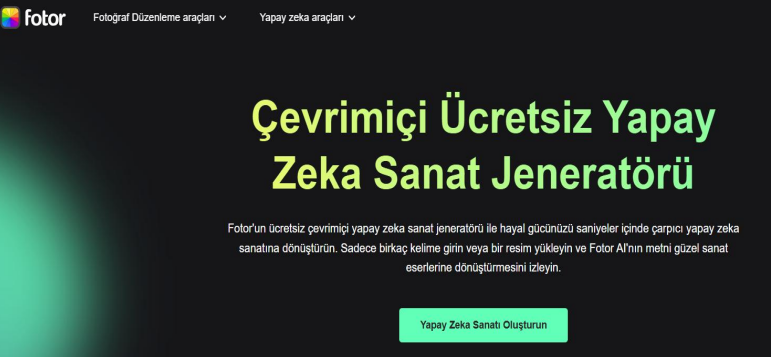 fotor Fotoğraf Düzenleme araçları Yapay zeka araçları
Çevrimiçi Ücretsiz Yapay
Zeka Sanat Jeneratörü
Fotor'un ücretsiz çevrimiçi yapay zeka sanat jeneratörü ile hayal gücünüzü saniyeler içinde çarpıcı yapay zeka
sanatına dönüştürün. Sadece birkaç kelime girin veya bir resim yükleyin ve Fotor AI'nın metni güzel sanat
eserlerine dönüştürmesini izleyin.
Yapay Zeka Sanatı Oluşturun